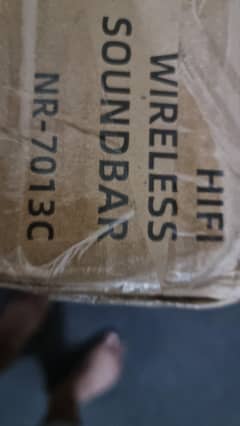 HIFI
WIRELESS
SOUNDBAR
NR-7013C